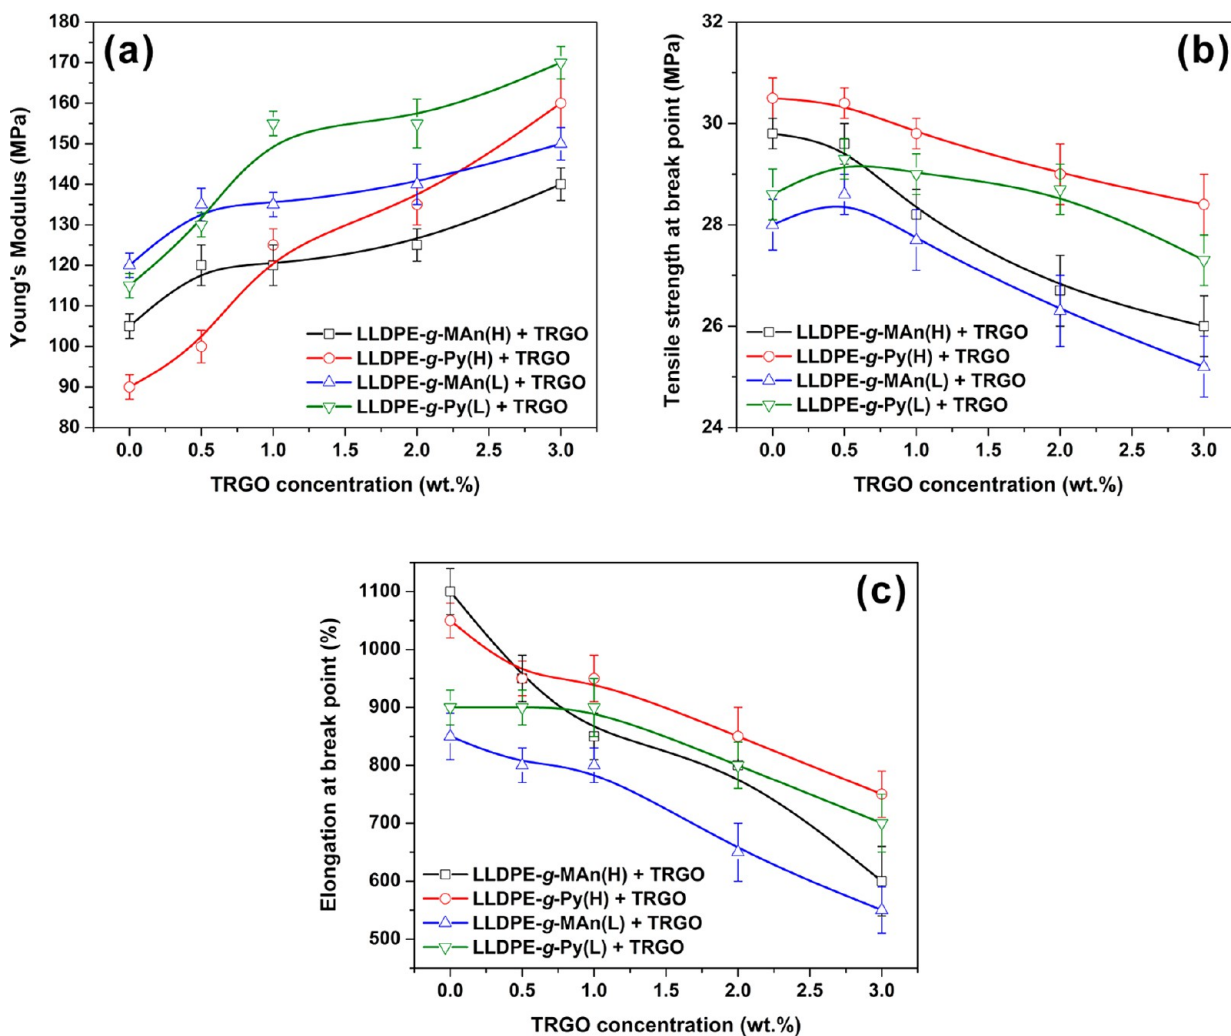 (a)
180
170
160
150
140
130
120
110
100
90
80
Young's Modulus (MPa)
LLDPE-g-MAn(H) + TRGO
LLDPE-g-Py(H) + TRGO
LLDPE-g-MAn(L) + TRGO
LLDPE-g-Py(L) + TRGO
0.0 0.5 1.0 1.5 2.0 2.5 3.0
TRGO concentration (wt.%)
(b)
32
30
28
26
24
Tensile strength at break point (MPa)
LLDPE-g-MAn(H) + TRGO
LLDPE-g-Py(H) + TRGO
LLDPE-g-MAn(L) + TRGO
LLDPE-g-Py(L) + TRGO
0.0 0.5 1.0 1.5 2.0 2.5 3.0
TRGO concentration (wt.%)
(c)
1100
1000
900
800
700
600
500
Elongation at break point (%)
LLDPE-g-MAn(H) + TRGO
LLDPE-g-Py(H) + TRGO
LLDPE-g-MAn(L) + TRGO
LLDPE-g-Py(L) + TRGO
0.0 0.5 1.0 1.5 2.0 2.5 3.0
TRGO concentration (wt.%)